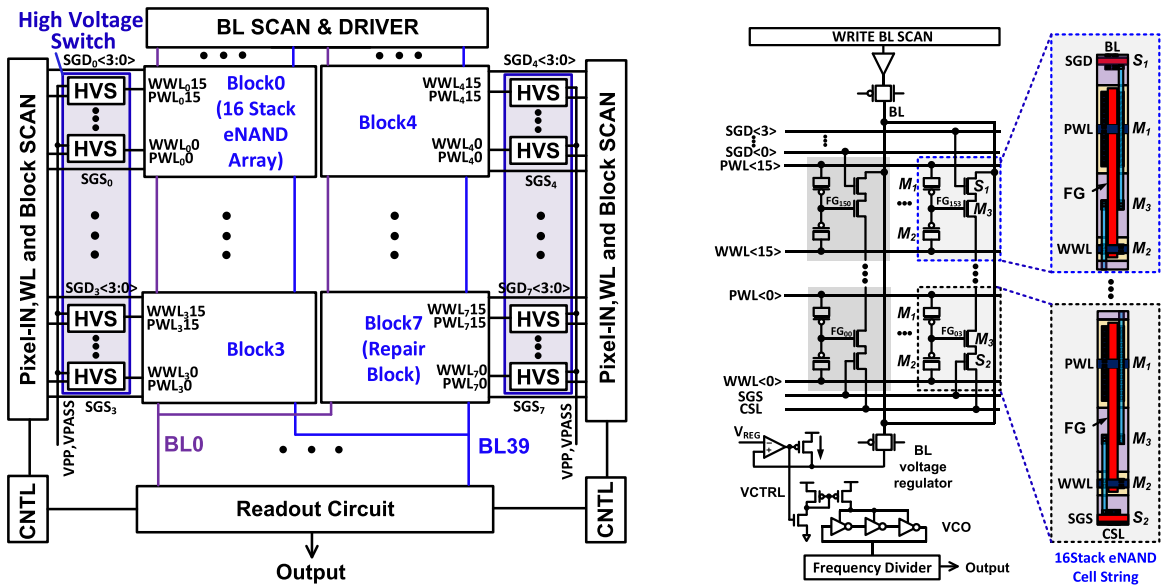 High Voltage
Switch
BL SCAN & DRIVER
SGD₀<3:0>
SGD₄<3:0>
Pixel-IN,WL and Block SCAN
HVS
WWL₀15
PWL₀15
HVS
WWL₀0
PWL₀0
SGS₀
Block0
(16 Stack
eNAND
Array)
Block4
WWL₄15
PWL₄15
HVS
WWL₄0
PWL₄0
HVS
SGS₄
Pixel-IN,WL and Block SCAN
SGD₃<3:0>
SGD₇<3:0>
HVS
WWL₃15
PWL₃15
HVS
WWL₃0
PWL₃0
SGS₃
Block3
Block7
(Repair
Block)
WWL₇15
PWL₇15
HVS
WWL₇0
PWL₇0
HVS
SGS₇
VPP,VPASS
VPP,VPASS
BL0
BL39
CNTL
Readout Circuit
CNTL
Output
WRITE BL SCAN
BL
SGD<3>
SGD<0>
PWL<15>
FG₁₅₀
M₁
M₂
FG₁₅₃
S₁
M₃
WWL<15>
PWL<0>
FG₀₀
M₁
M₂
FG₀₃
M₃
S₂
WWL<0>
SGS
CSL
V_REG
BL
voltage
regulator
VCTRL
VCO
Frequency Divider
Output
BL
SGD
S₁
PWL
M₁
FG
M₃
WWL
M₂
PWL
M₁
FG
M₃
WWL
M₂
SGS
S₂
CSL
16Stack eNAND
Cell String